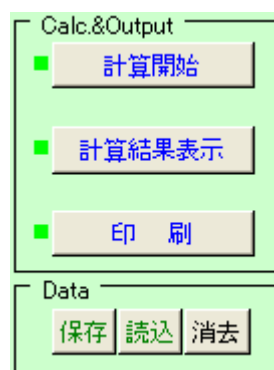 Calc.&Output
計算開始
計算結果表示
印 刷
Data
保存 読込 消去